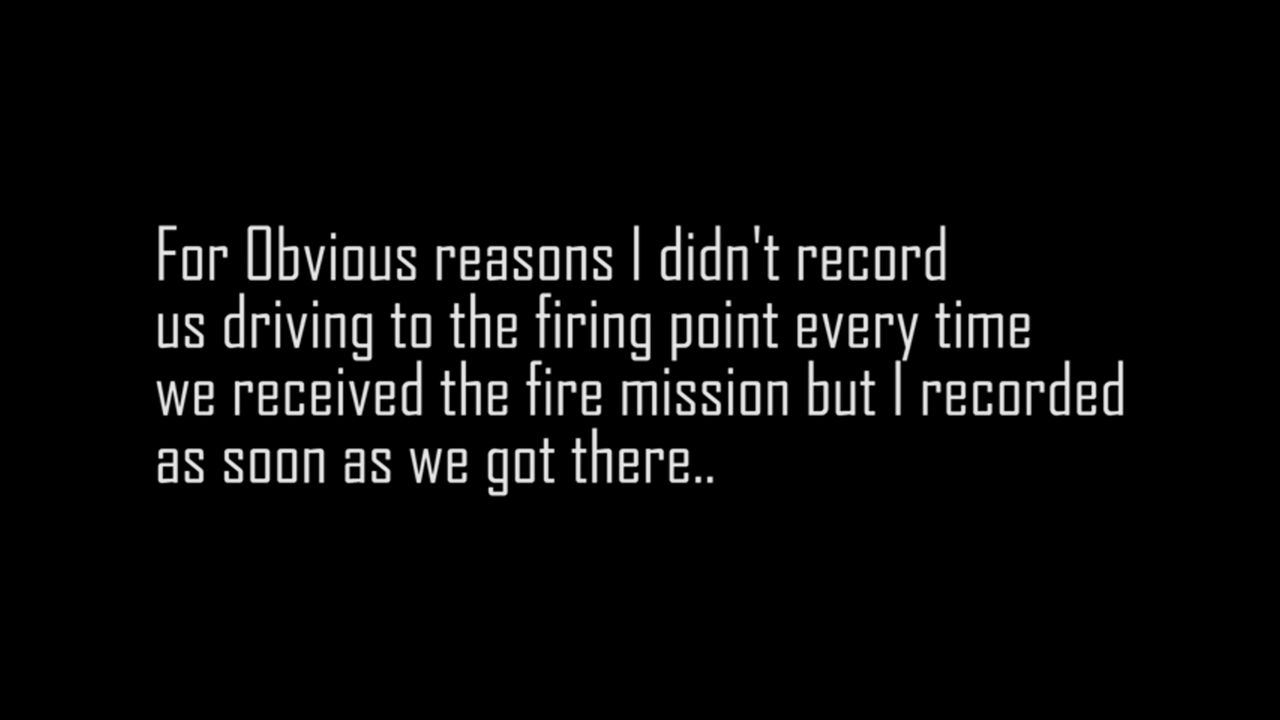 For Obvious reasons I didn't record
us driving to the firing point every time
we received the fire mission but I recorded
as soon as we got there..